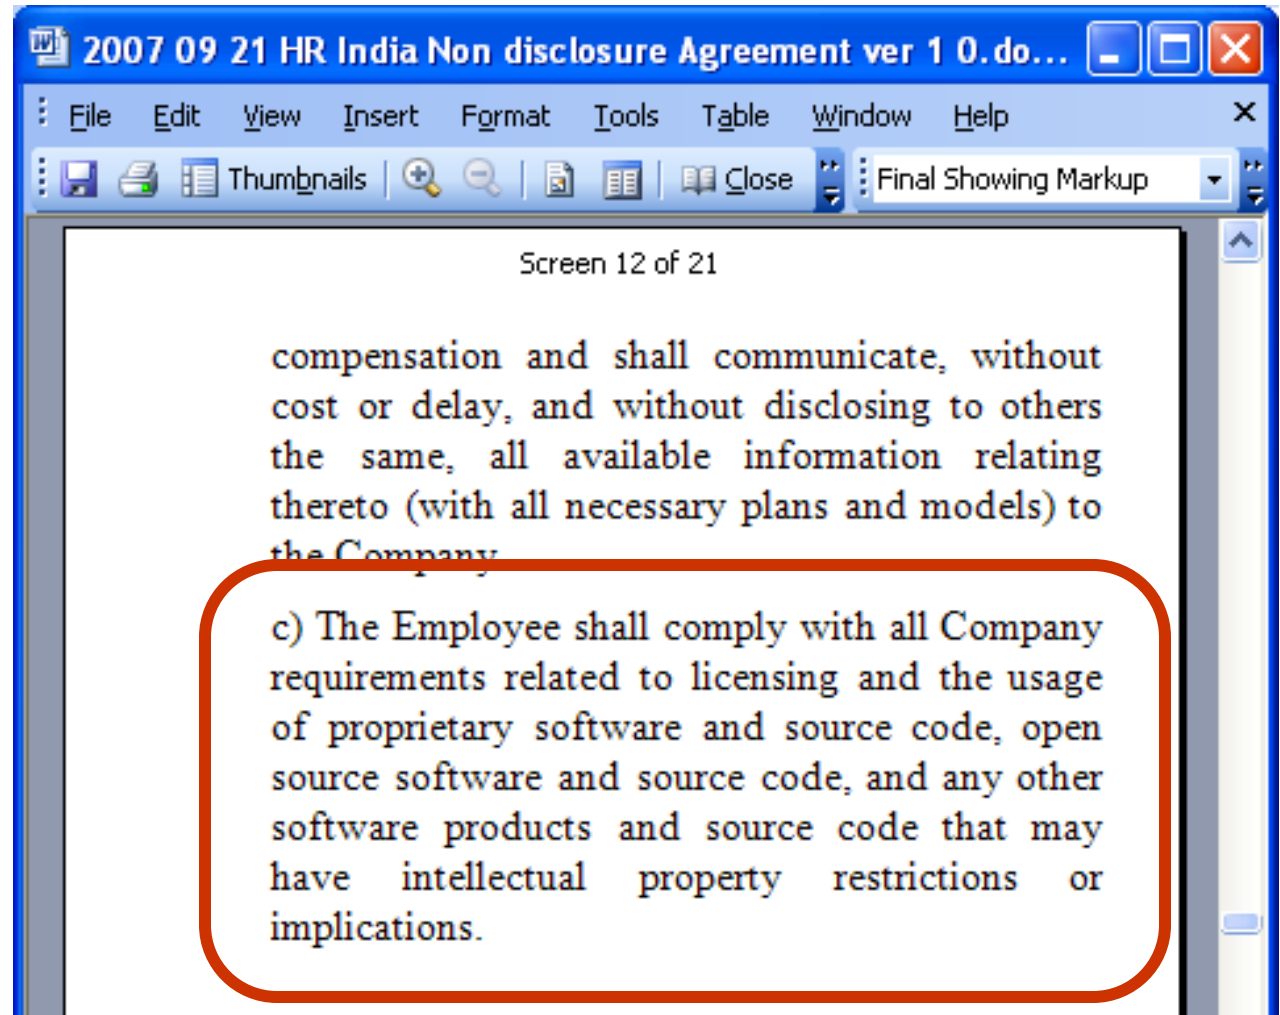 2007 09 21 HR India Non disclosure Agreement ver 1 0.do...
File Edit View Insert Format Tools Table Window Help
Thumbnails Close Final Showing Markup
Screen 12 of 21
compensation and shall communicate, without
cost or delay, and without disclosing to others
the same, all available information relating
thereto (with all necessary plans and models) to
the Company
c) The Employee shall comply with all Company
requirements related to licensing and the usage
of proprietary software and source code, open
source software and source code, and any other
software products and source code that may
have intellectual property restrictions or
implications.